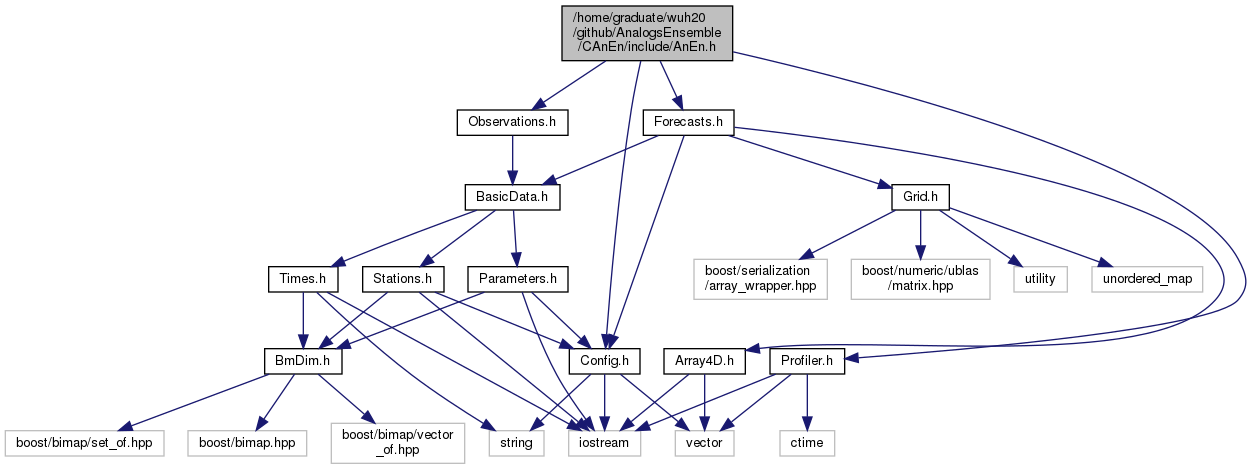 /home/graduate/wuh20
/github/AnalogsEnsemble
/CAnEn/include/AnEn.h
Observations.h
Forecasts.h
BasicData.h
Grid.h
Times.h
Stations.h
Parameters.h
boost/serialization
/array_wrapper.hpp
boost/numeric/ublas
/matrix.hpp
utility
unordered_map
BmDim.h
Config.h
Array4D.h
Profiler.h
boost/bimap/set_of.hpp
boost/bimap.hpp
boost/bimap/vector
_of.hpp
string
iostream
vector
ctime